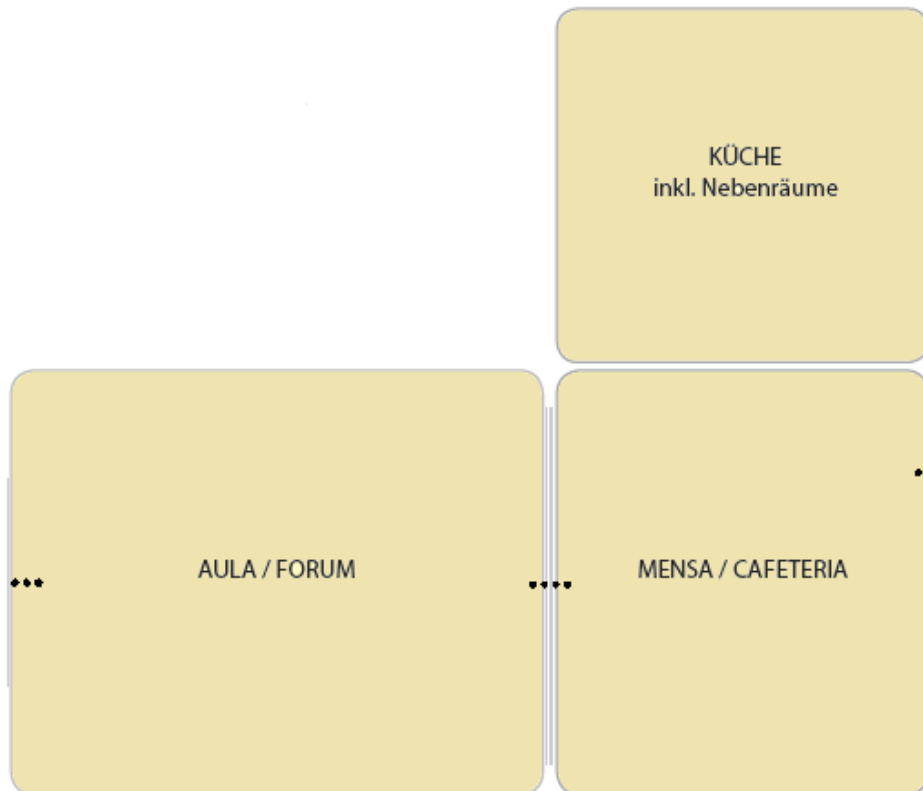 KÜCHE
inkl. Nebenräume
AULA / FORUM
MENSA / CAFETERIA